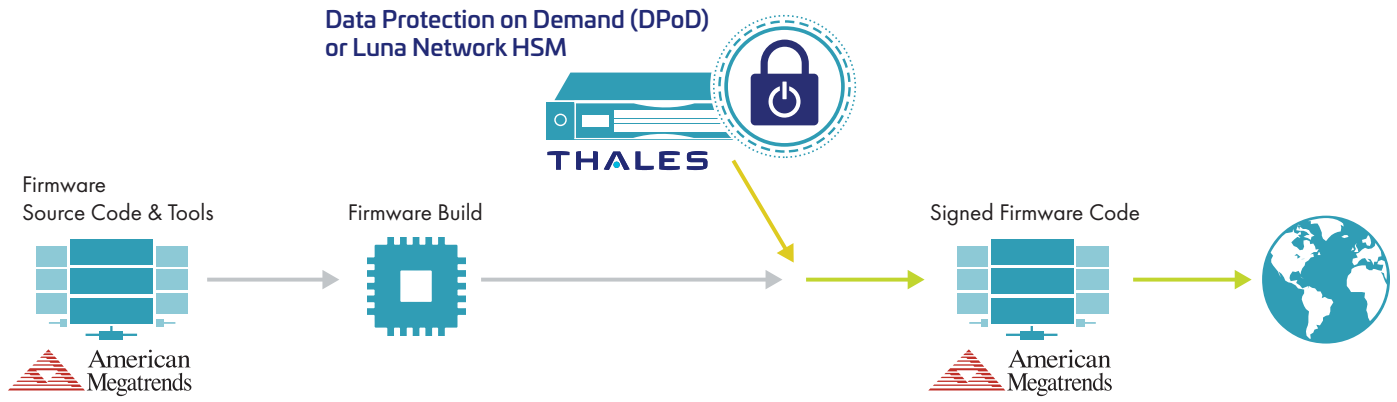 Data Protection on Demand (DPoD)
or Luna Network HSM
THALES
Firmware
Source Code & Tools
Firmware Build
Signed Firmware Code
American
Megatrends
American
Megatrends